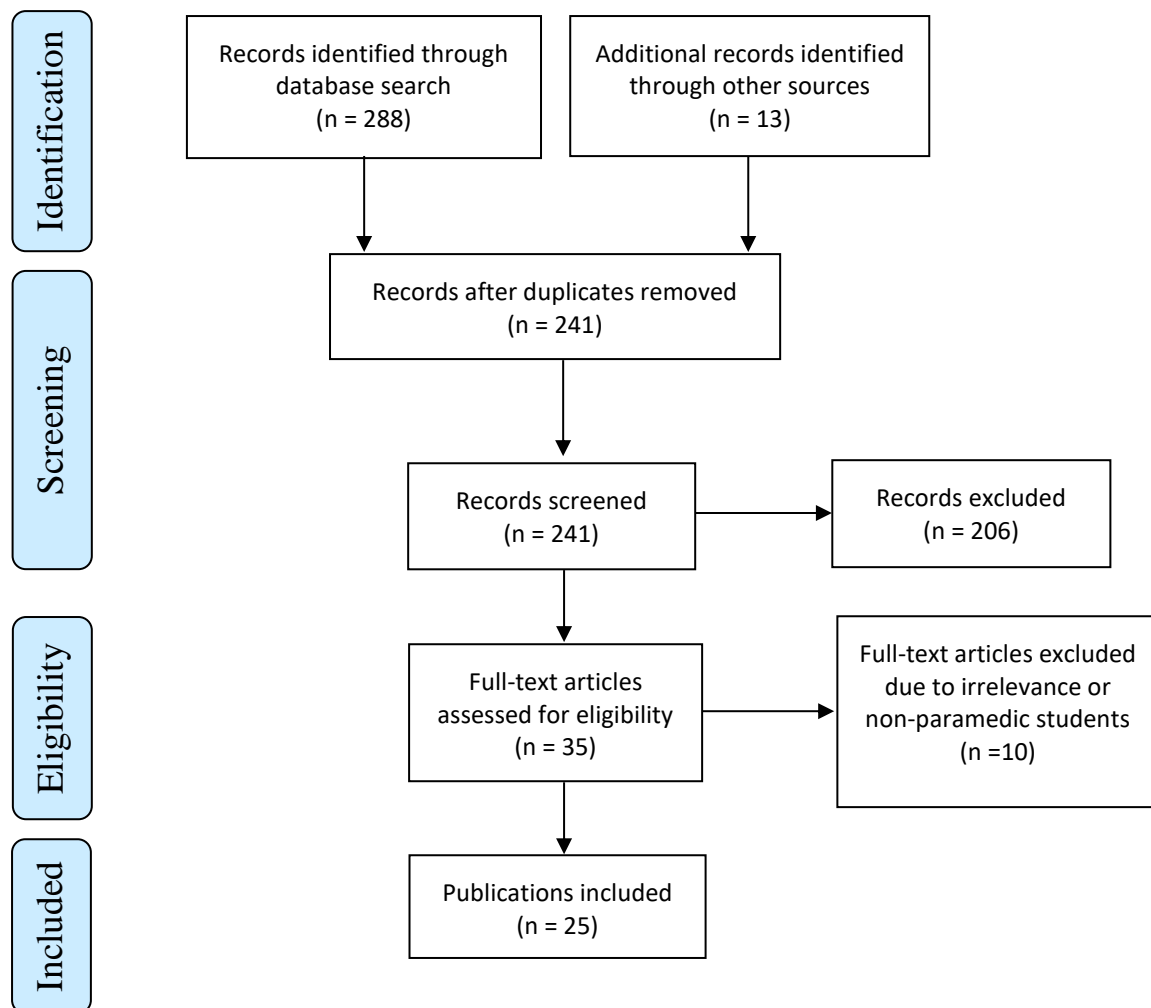 Identification
Records identified through
database search
(n = 288)
Additional records identified
through other sources
(n = 13)
Screening
Records after duplicates removed
(n = 241)
Records screened
(n = 241)
Records excluded
(n = 206)
Eligibility
Full-text articles
assessed for eligibility
(n = 35)
Full-text articles excluded
due to irrelevance or
non-paramedic students
(n =10)
Included
Publications included
(n = 25)